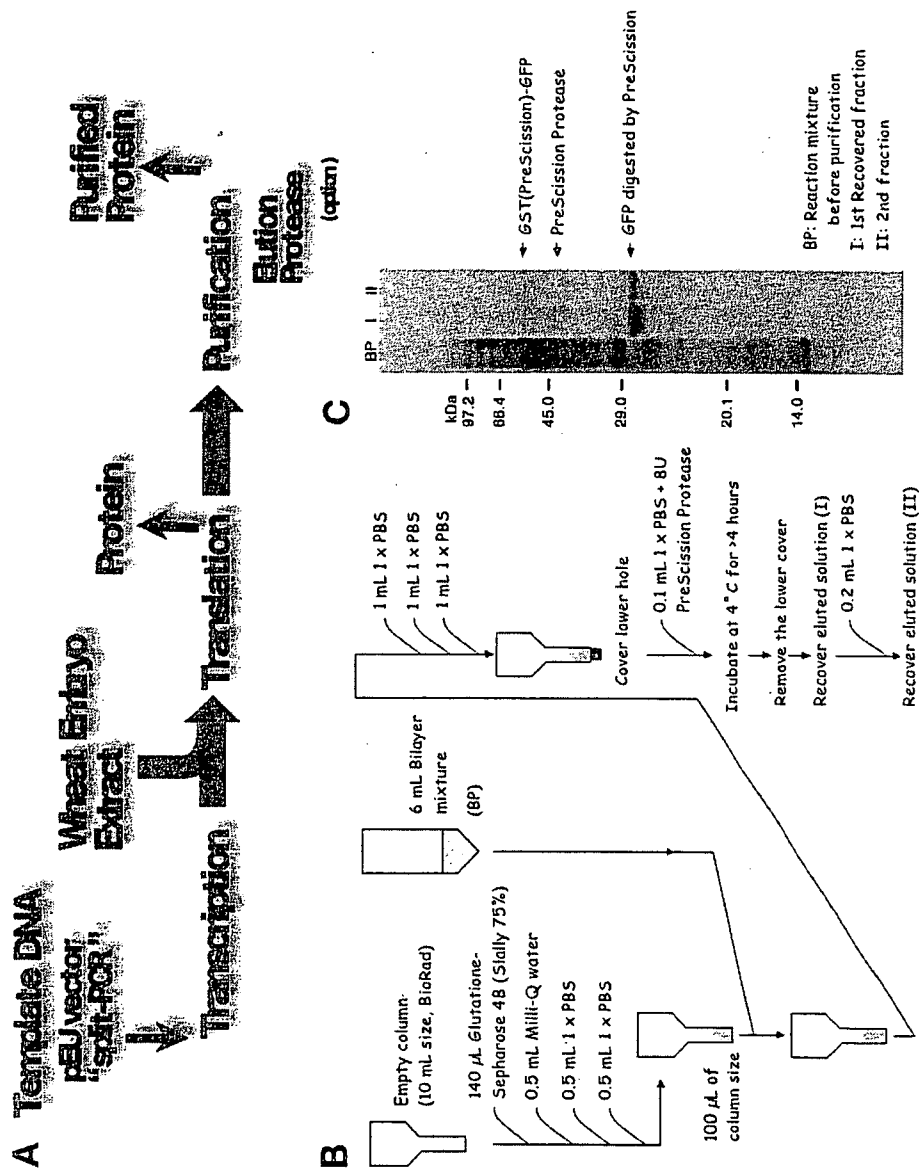 A
Template DNA
pEU vector
"split-PCR"
Transcription
Wheat Embryo
Extract
Translation
Protein
Purification
Elution
Protease
(option)
Purified
Protein
B
Empty column
(10 mL size, BioRad)
140 µL Glutatione-
Sepharose 4B (Slally 75%)
0.5 mL Milli-Q water
0.5 mL 1 x PBS
0.5 mL 1 x PBS
100 µL of
column size
6 mL Bilayer
mixture
(BP)
1 mL 1 x PBS
1 mL 1 x PBS
1 mL 1 x PBS
Cover lower hole
0.1 mL 1 x PBS + 8U
PreScission Protease
Incubate at 4°C for >4 hours
Remove the lower cover
Recover eluted solution (I)
0.2 mL 1 x PBS
Recover eluted solution (II)
C
BP I II
kDa
97.2
66.4
45.0
29.0
20.1
14.0
GST(PreScission)-GFP
PreScission Protease
GFP digested by PreScission
BP: Reaction mixture
before purification
I: 1st Recovered fraction
II: 2nd fraction